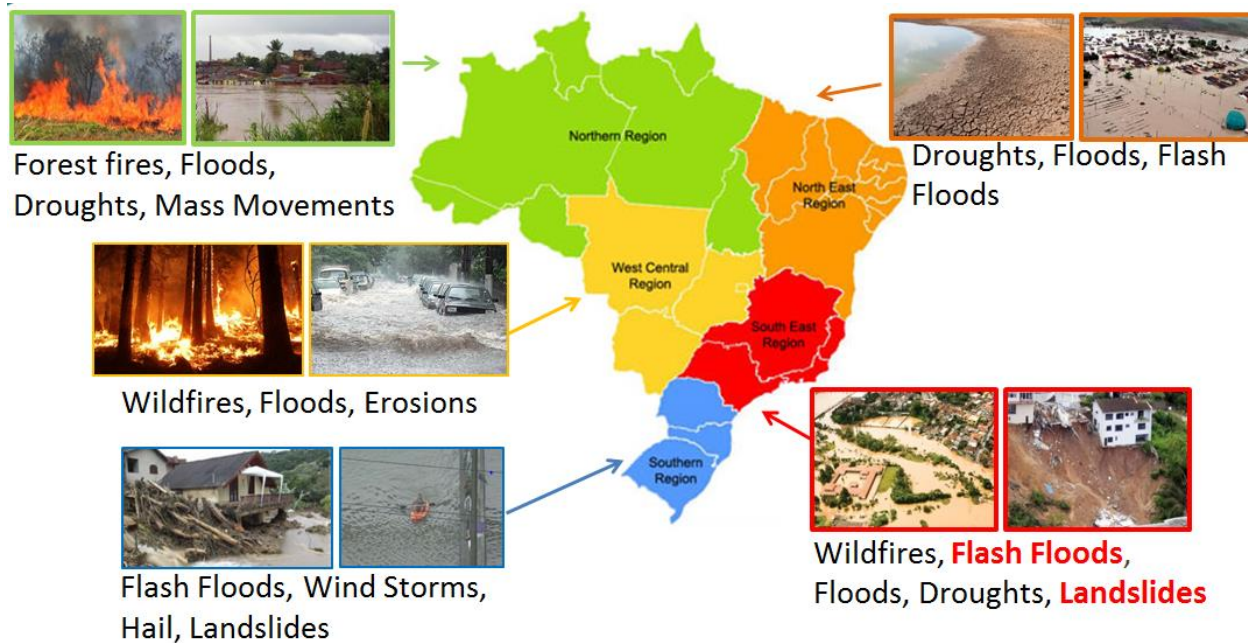 Forest fires, Floods,
Droughts, Mass Movements
Northern Region
North East
Region
Droughts, Floods, Flash
Floods
West Central
Region
Wildfires, Floods, Erosions
South East
Region
Southern
Region
Flash Floods, Wind Storms,
Hail, Landslides
Wildfires, Flash Floods,
Floods, Droughts, Landslides